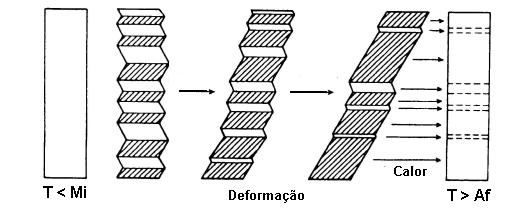 T < Mi
Deformação
Calor
T > Af